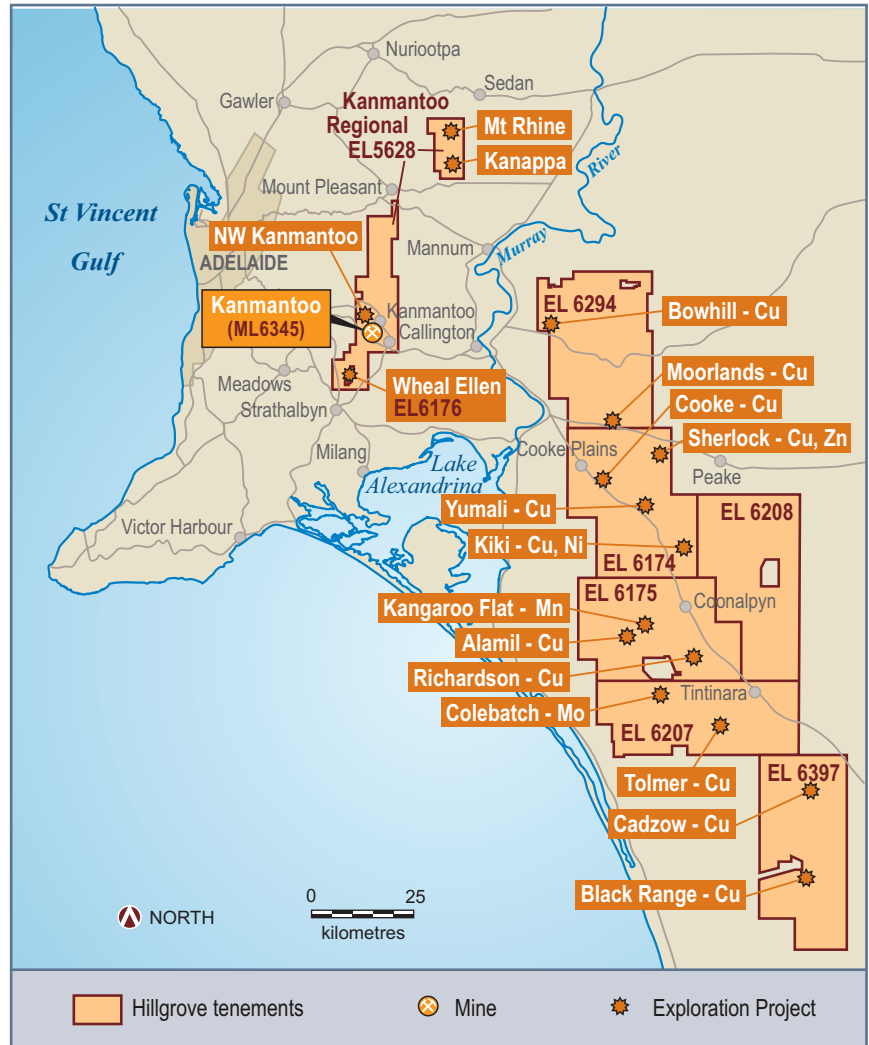 Nuriootpa
Sedan
Gawler
Kanmantoo
Regional
EL5628
Mt Rhine
Kanappa
River
Mount Pleasant
St Vincent
Gulf
NW Kanmantoo
ADELAIDE
Mannum
Murray
Kanmantoo
(ML6345)
Kanmantoo
Callington
EL 6294
Bowhill - Cu
Meadows
Wheal Ellen
EL6176
Strathalbyn
Moorlands - Cu
Cooke - Cu
Sherlock - Cu, Zn
Milang
Lake
Alexandrina
Cooke Plains
Peake
Yumali - Cu
EL 6208
Victor Harbour
Kiki - Cu, Ni
EL 6174
EL 6175
Kangaroo Flat - Mn
Coonalpyn
Alamil - Cu
Richardson - Cu
Colebatch - Mo
Tintinara
EL 6207
Tolmer - Cu
EL 6397
Cadzow - Cu
Black Range - Cu
NORTH
0 25
kilometres
Hillgrove tenements
Mine
Exploration Project